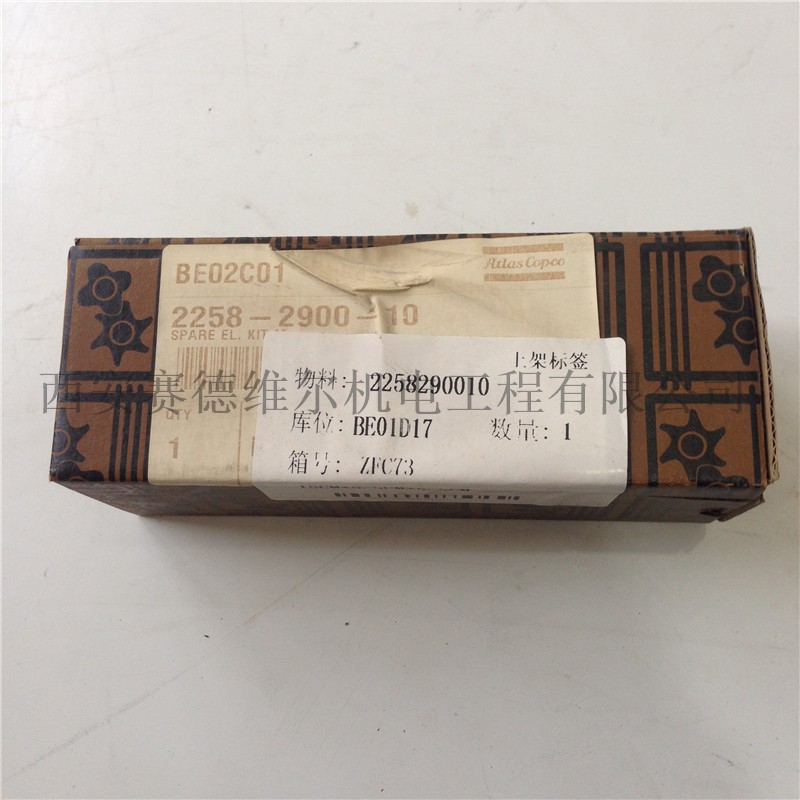 BE02C01
Atlas Copco
2258-2900-10
SPARE EL. KIT
上架标签
物料: 2258290010
西安赛德维尔机电工程有限公司
QTY
库位: BE01D17 数量: 1
1
箱号: ZFC73